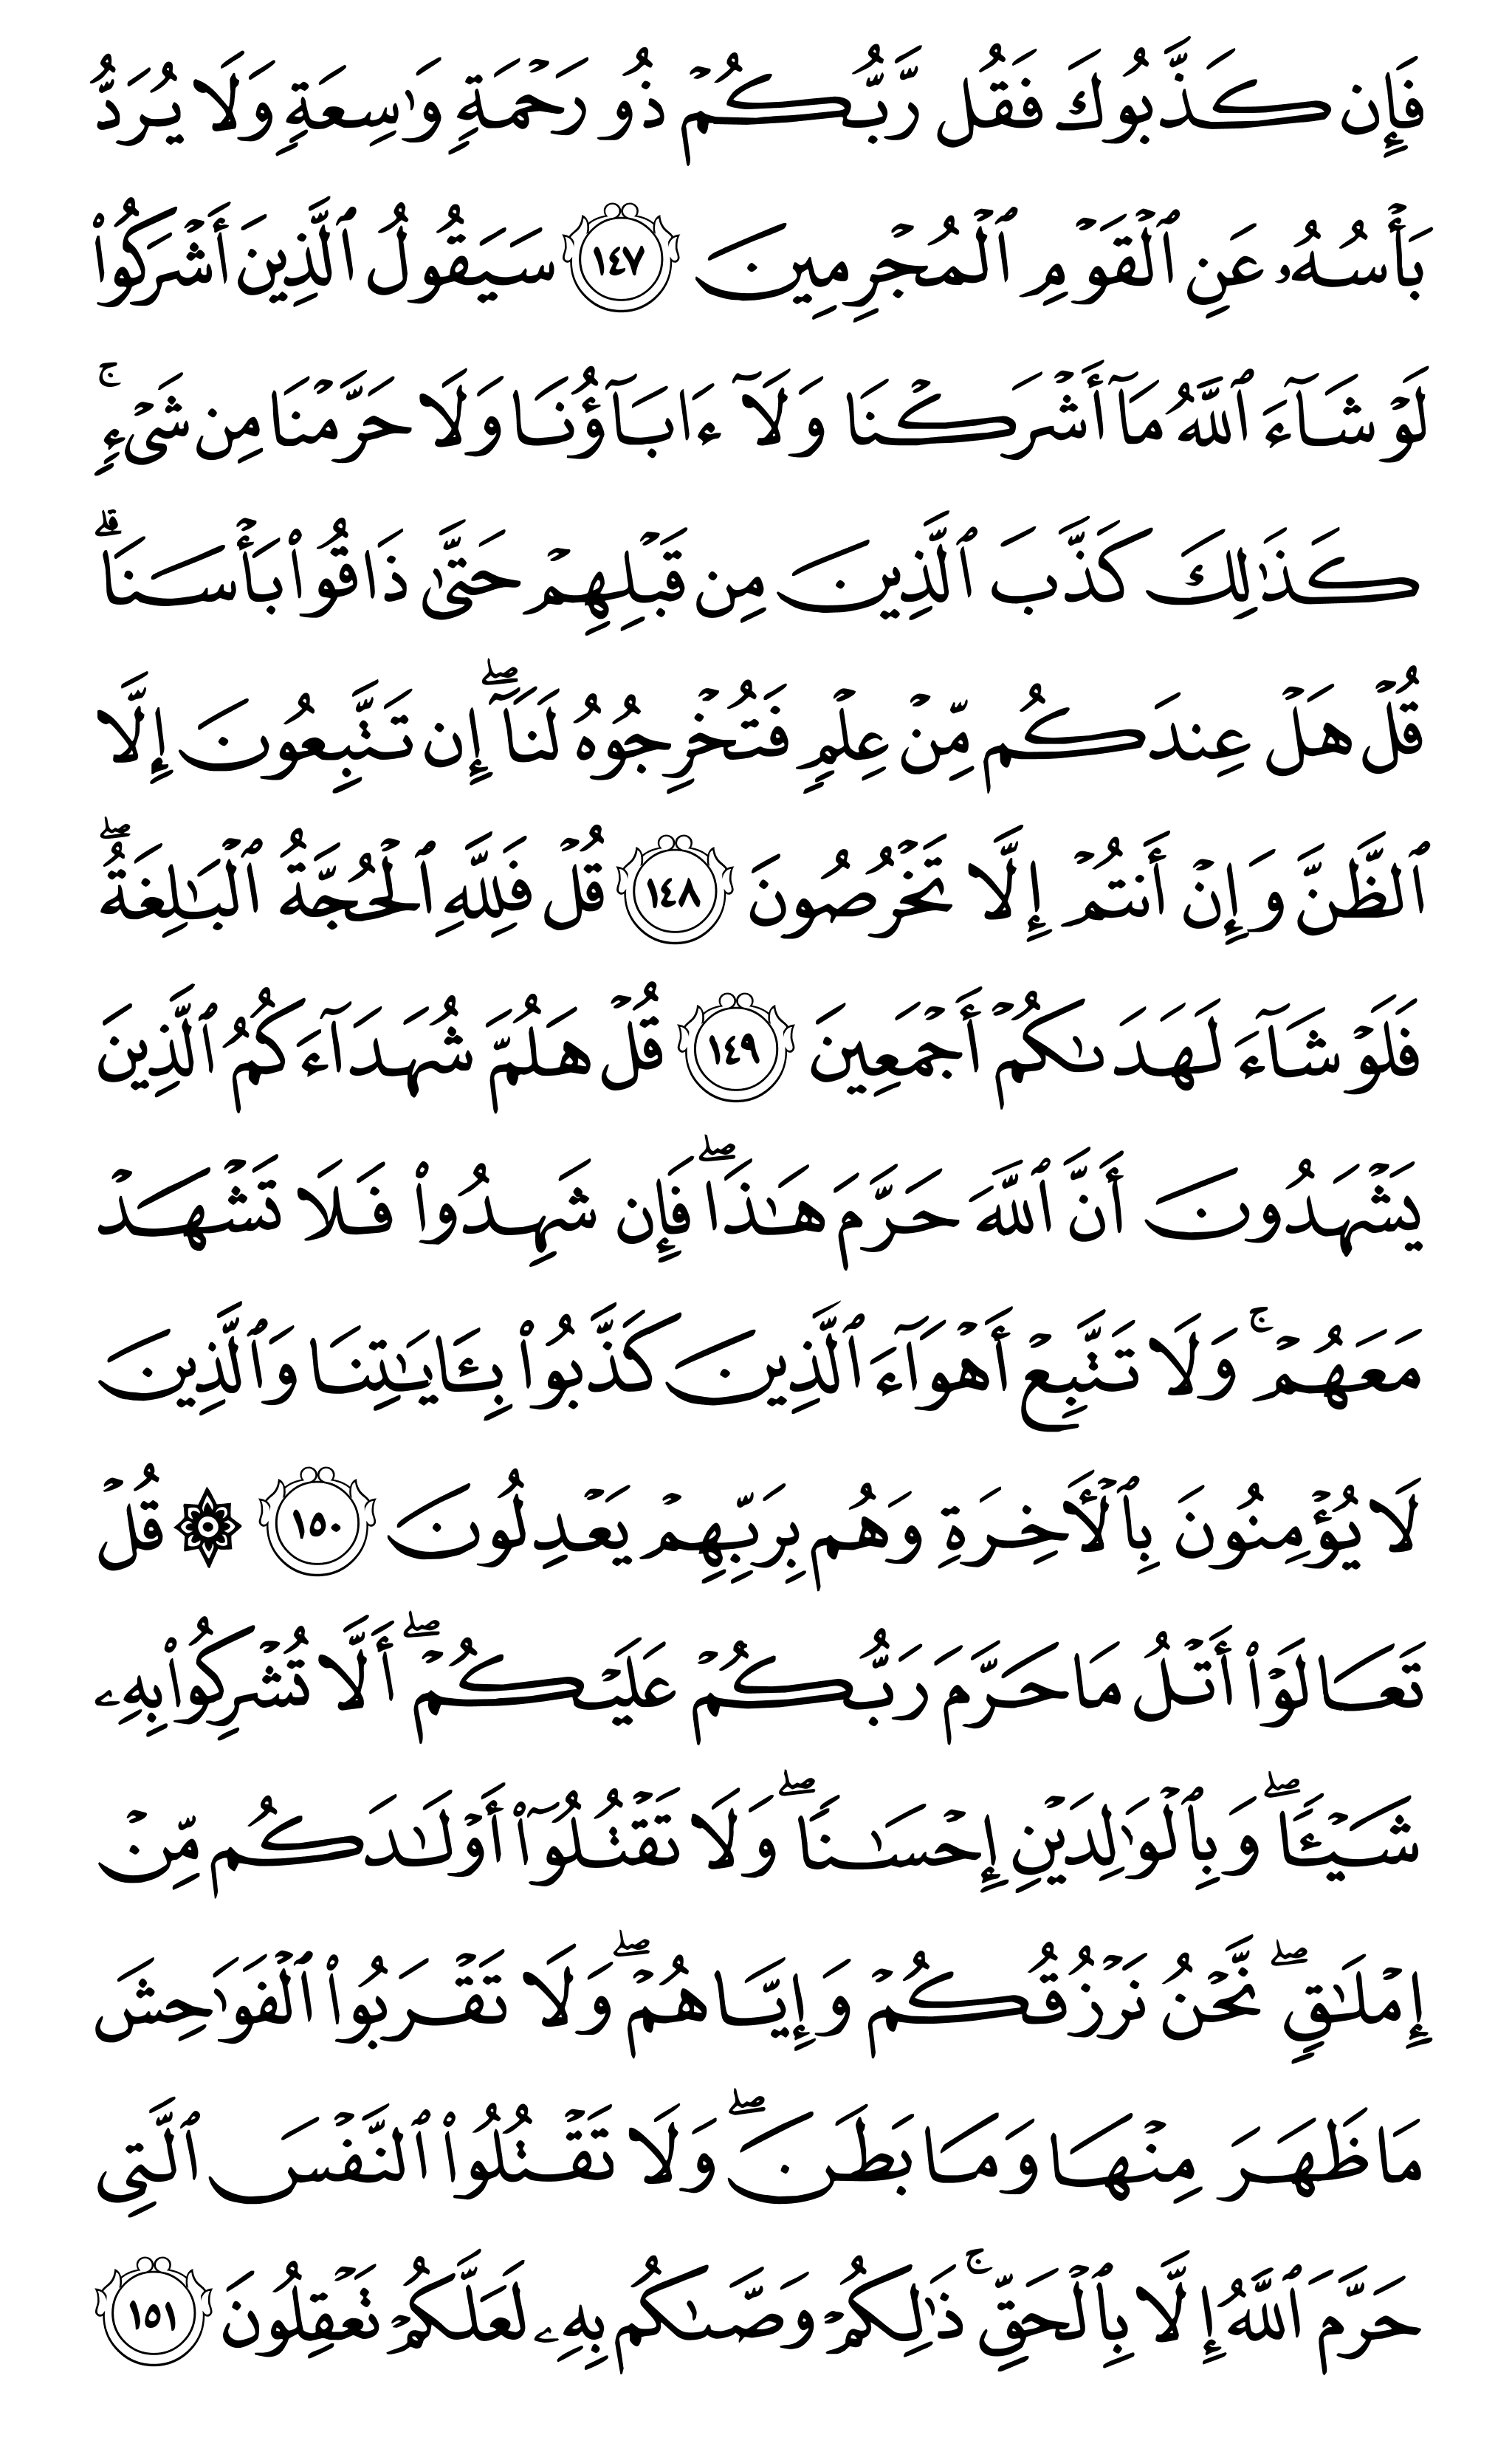 فَإِن كَذَّبُوكَ فَقُل رَّبُّكُمْ ذُو رَحْمَةٍ وَٰسِعَةٍ وَلَا يُرَدُّ
بَأْسُهُۥ عَنِ ٱلْقَوْمِ ٱلْمُجْرِمِينَ ١٤٧ سَيَقُولُ ٱلَّذِينَ أَشْرَكُوا۟
لَوْ شَآءَ ٱللَّهُ مَآ أَشْرَكْنَا وَلَآ ءَابَآؤُنَا وَلَا حَرَّمْنَا مِن شَىْءٍ ۚ
كَذَٰلِكَ كَذَّبَ ٱلَّذِينَ مِن قَبْلِهِمْ حَتَّىٰ ذَاقُوا۟ بَأْسَنَا ۗ
قُلْ هَلْ عِندَكُم مِّنْ عِلْمٍ فَتُخْرِجُوهُ لَنَآ ۖ إِن تَتَّبِعُونَ إِلَّا
ٱلظَّنَّ وَإِنْ أَنتُمْ إِلَّا تَخْرُصُونَ ١٤٨ قُلْ فَلِلَّهِ ٱلْحُجَّةُ ٱلْبَٰلِغَةُ ۖ
فَلَوْ شَآءَ لَهَدَىٰكُمْ أَجْمَعِينَ ١٤٩ قُلْ هَلُمَّ شُهَدَآءَكُمُ ٱلَّذِينَ
يَشْهَدُونَ أَنَّ ٱللَّهَ حَرَّمَ هَٰذَا ۖ فَإِن شَهِدُوا۟ فَلَا تَشْهَدْ
مَعَهُمْ ۚ وَلَا تَتَّبِعْ أَهْوَآءَ ٱلَّذِينَ كَذَّبُوا۟ بِـَٔايَٰتِنَا وَٱلَّذِينَ
لَا يُؤْمِنُونَ بِٱلْـَٔاخِرَةِ وَهُم بِرَبِّهِمْ يَعْدِلُونَ ١٥٠ ۞ قُلْ
تَعَالَوْا۟ أَتْلُ مَا حَرَّمَ رَبُّكُمْ عَلَيْكُمْ ۖ أَلَّا تُشْرِكُوا۟ بِهِۦ
شَيْـًٔا ۖ وَبِٱلْوَٰلِدَيْنِ إِحْسَٰنًا ۖ وَلَا تَقْتُلُوٓا۟ أَوْلَٰدَكُم مِّنْ
إِمْلَٰقٍ ۖ نَّحْنُ نَرْزُقُكُمْ وَإِيَّاهُمْ ۖ وَلَا تَقْرَبُوا۟ ٱلْفَوَٰحِشَ
مَا ظَهَرَ مِنْهَا وَمَا بَطَنَ ۖ وَلَا تَقْتُلُوا۟ ٱلنَّفْسَ ٱلَّتِى
حَرَّمَ ٱللَّهُ إِلَّا بِٱلْحَقِّ ۚ ذَٰلِكُمْ وَصَّىٰكُم بِهِۦ لَعَلَّكُمْ تَعْقِلُونَ ١٥١